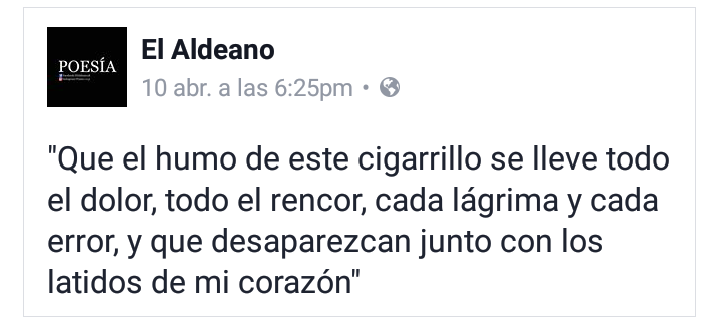 POESÍA
El Aldeano
10 abr. a las 6:25pm •
"Que el humo de este cigarrillo se lleve todo
el dolor, todo el rencor, cada lágrima y cada
error, y que desaparezcan junto con los
latidos de mi corazón"